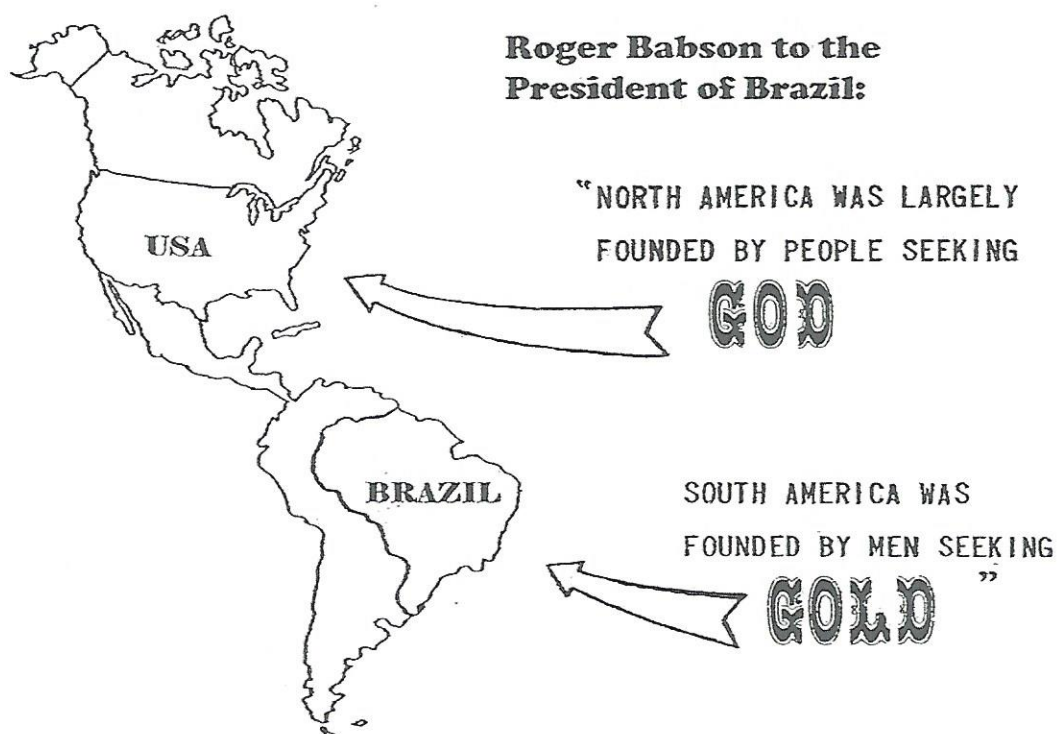 Roger Babson to the
President of Brazil:
"NORTH AMERICA WAS LARGELY
FOUNDED BY PEOPLE SEEKING
GOD
USA
BRAZIL
SOUTH AMERICA WAS
FOUNDED BY MEN SEEKING
GOLD"